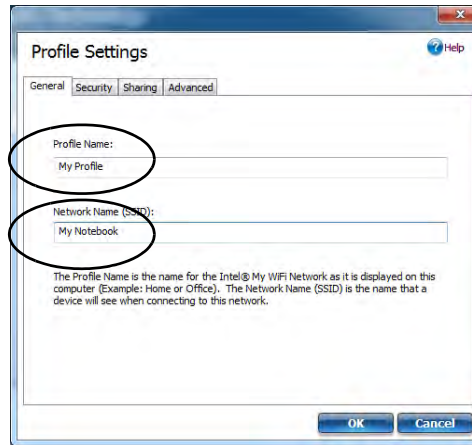 Profile Settings
Help
General Security Sharing Advanced
Profile Name:
My Profile
Network Name (SSID):
My Notebook
The Profile Name is the name for the Intel® My WiFi Network as it is displayed on this
computer (Example: Home or Office). The Network Name (SSID) is the name that a
device will see when connecting to this network.
OK Cancel